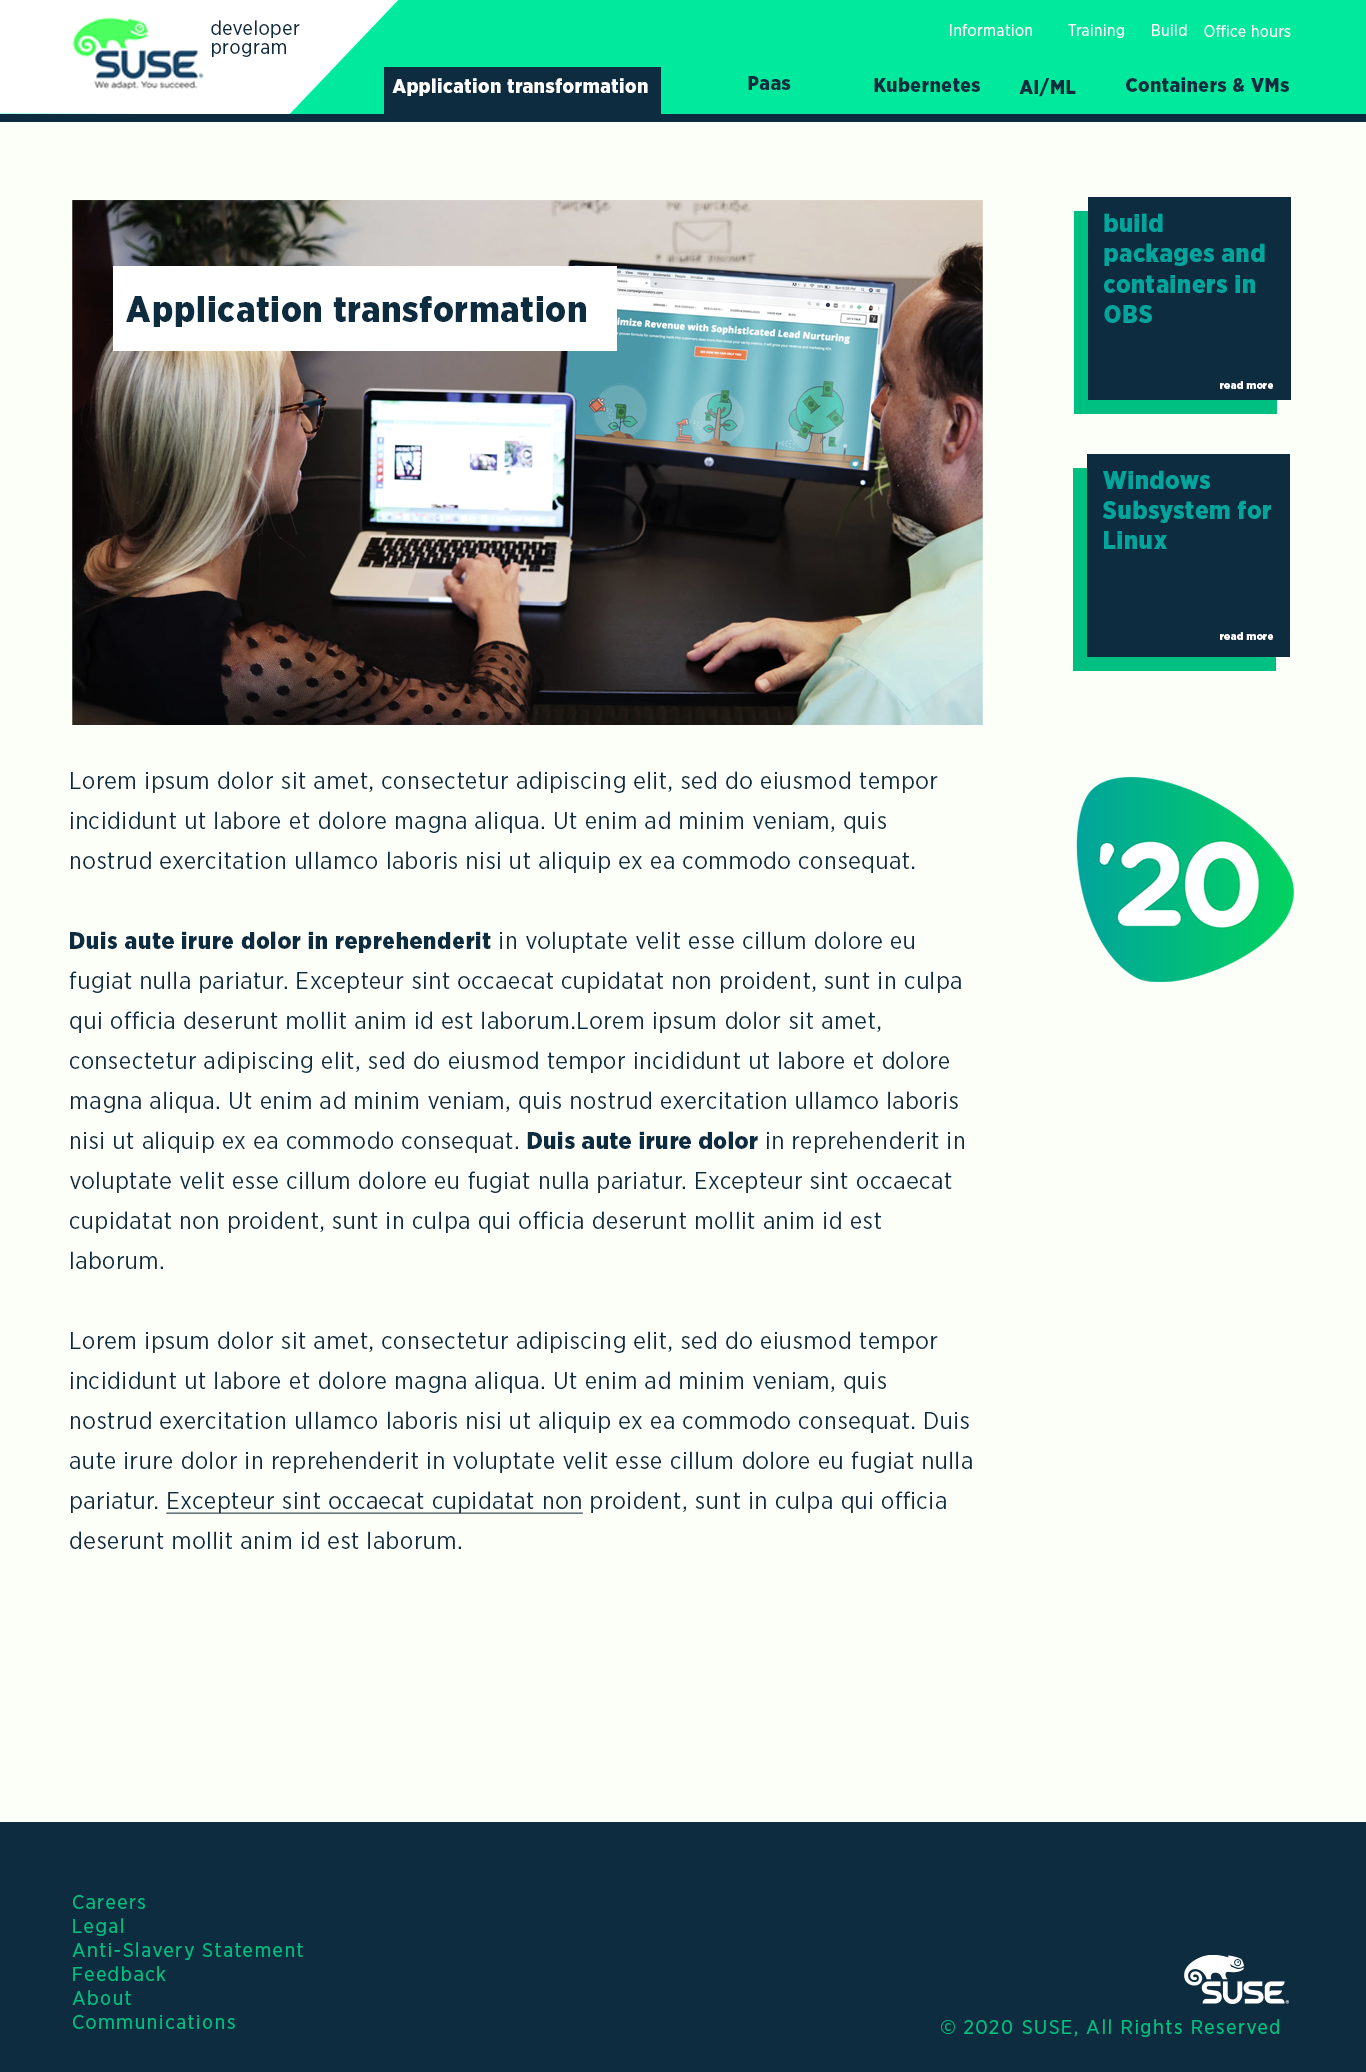 developer
program
SUSE
We adapt. You succeed.
Information Training Build Office hours
Application transformation Paas Kubernetes AI/ML Containers & VMs
Application transformation
Revenue with Sophisticated Lead Nurturing
build
packages and
containers in
OBS
read more
Windows
Subsystem for
Linux
read more
'20
Lorem ipsum dolor sit amet, consectetur adipiscing elit, sed do eiusmod tempor
incididunt ut labore et dolore magna aliqua. Ut enim ad minim veniam, quis
nostrud exercitation ullamco laboris nisi ut aliquip ex ea commodo consequat.
Duis aute irure dolor in reprehenderit in voluptate velit esse cillum dolore eu
fugiat nulla pariatur. Excepteur sint occaecat cupidatat non proident, sunt in culpa
qui officia deserunt mollit anim id est laborum.Lorem ipsum dolor sit amet,
consectetur adipiscing elit, sed do eiusmod tempor incididunt ut labore et dolore
magna aliqua. Ut enim ad minim veniam, quis nostrud exercitation ullamco laboris
nisi ut aliquip ex ea commodo consequat. Duis aute irure dolor in reprehenderit in
voluptate velit esse cillum dolore eu fugiat nulla pariatur. Excepteur sint occaecat
cupidatat non proident, sunt in culpa qui officia deserunt mollit anim id est
laborum.
Lorem ipsum dolor sit amet, consectetur adipiscing elit, sed do eiusmod tempor
incididunt ut labore et dolore magna aliqua. Ut enim ad minim veniam, quis
nostrud exercitation ullamco laboris nisi ut aliquip ex ea commodo consequat. Duis
aute irure dolor in reprehenderit in voluptate velit esse cillum dolore eu fugiat nulla
pariatur. Excepteur sint occaecat cupidatat non proident, sunt in culpa qui officia
deserunt mollit anim id est laborum.
Careers
Legal
Anti-Slavery Statement
Feedback
About
Communications
SUSE
© 2020 SUSE, All Rights Reserved